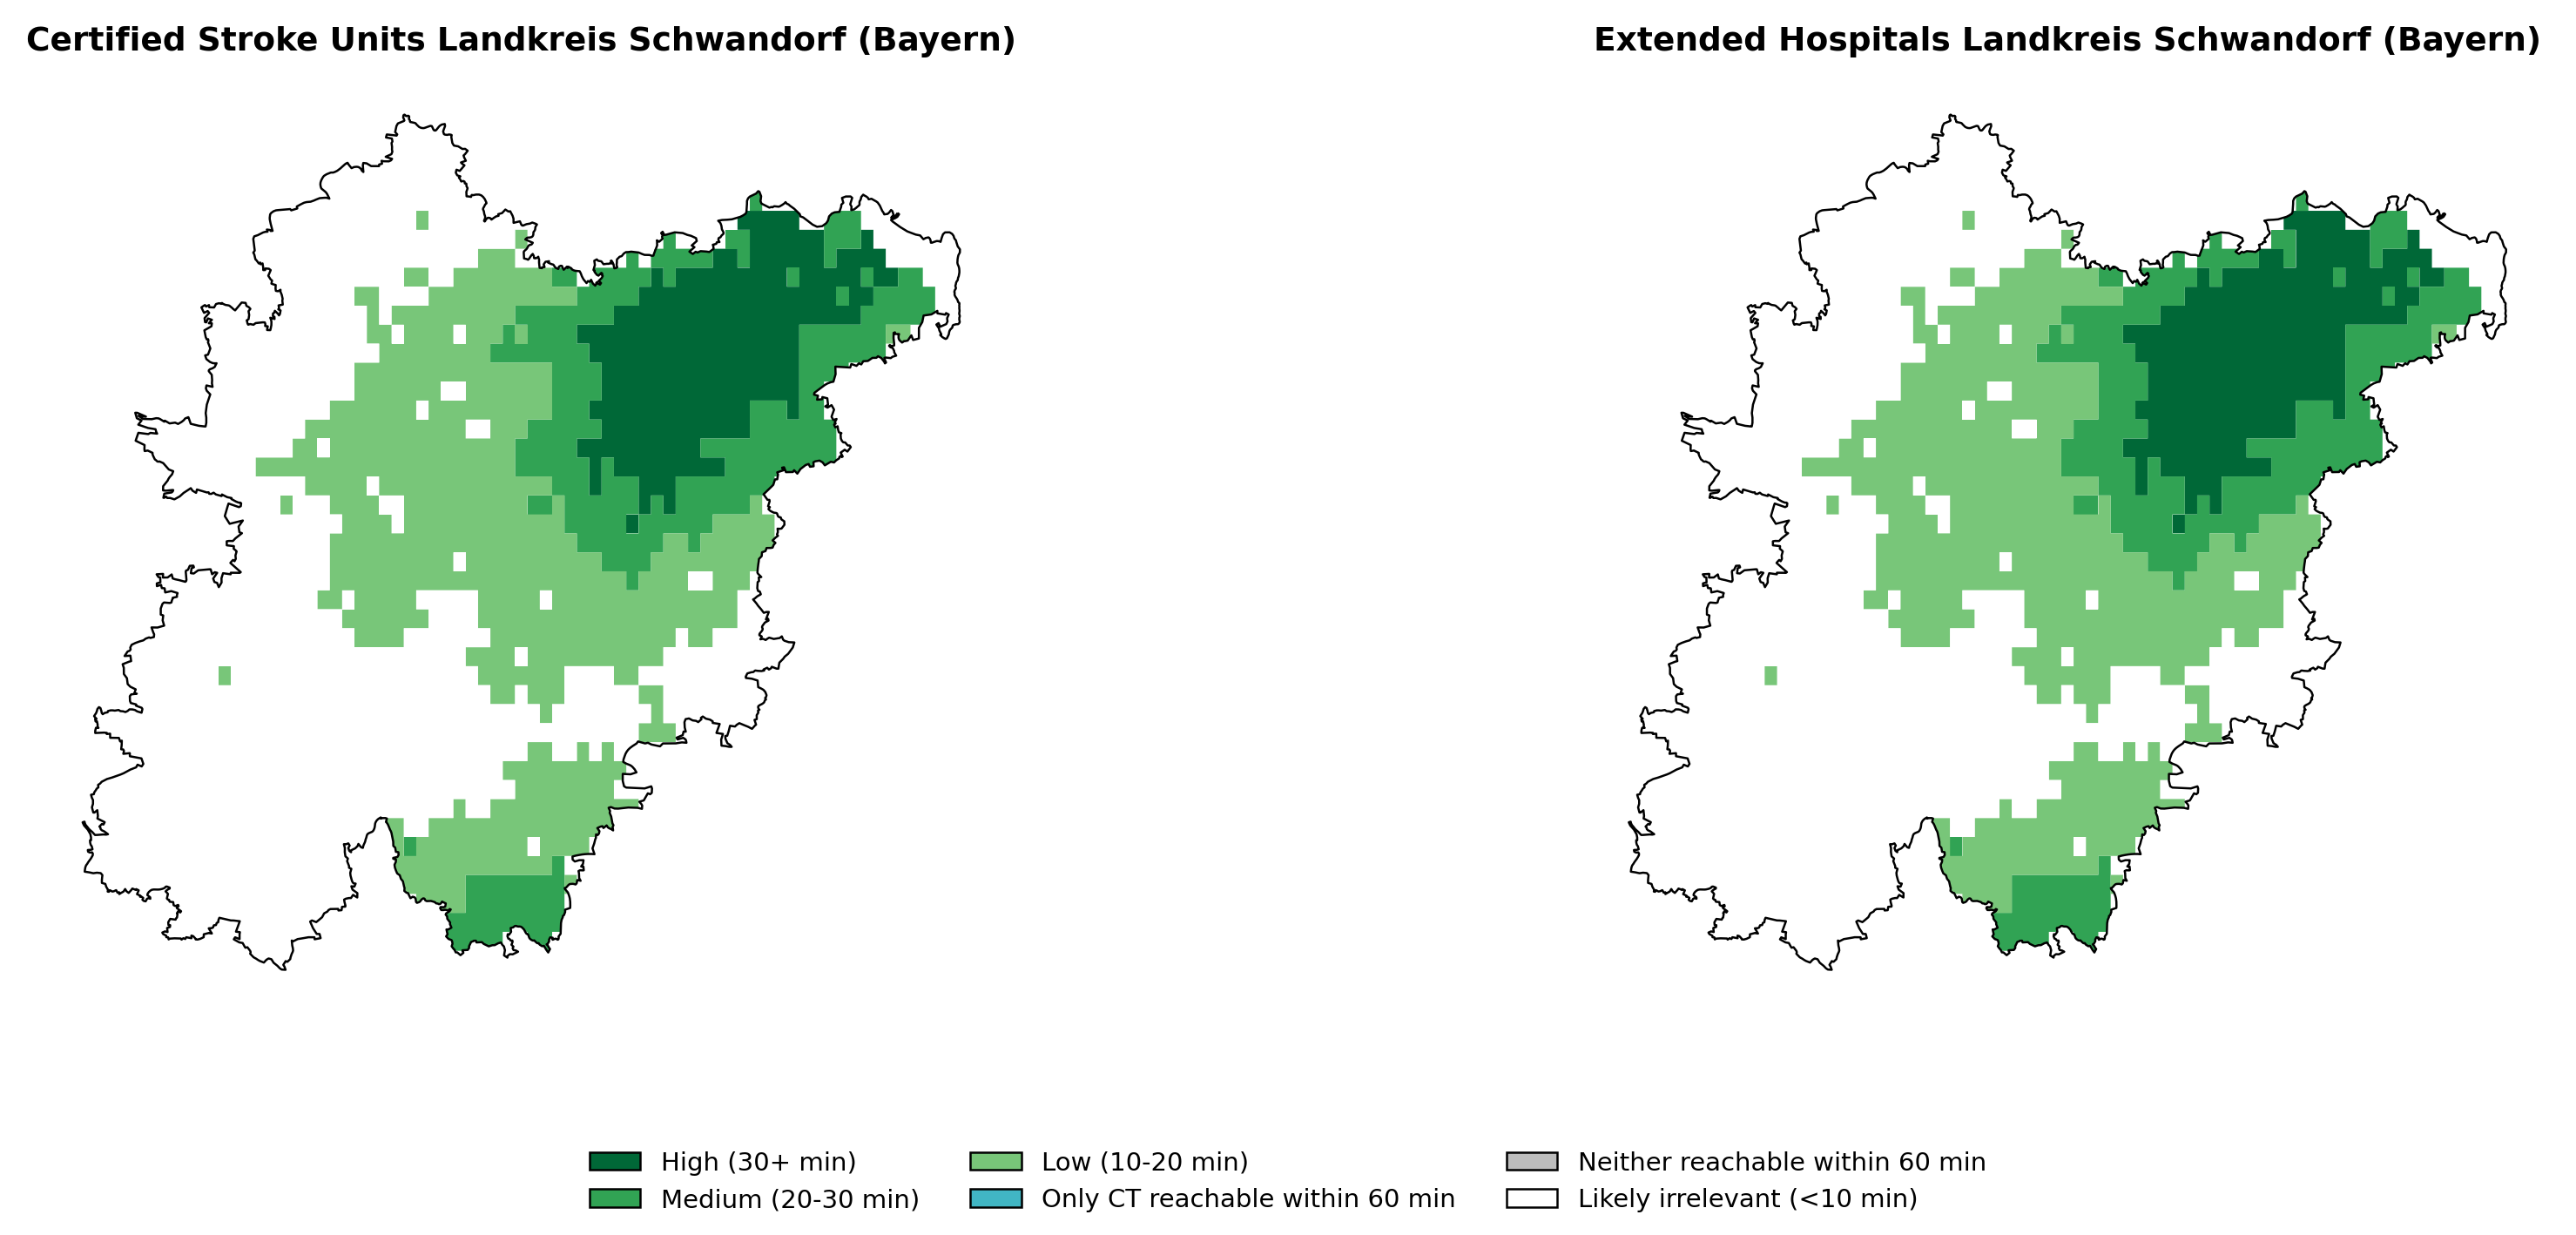 Certified Stroke Units Landkreis Schwandorf (Bayern)
Extended Hospitals Landkreis Schwandorf (Bayern)
High (30+ min)
Medium (20-30 min)
Low (10-20 min)
Only CT reachable within 60 min
Neither reachable within 60 min
Likely irrelevant (<10 min)